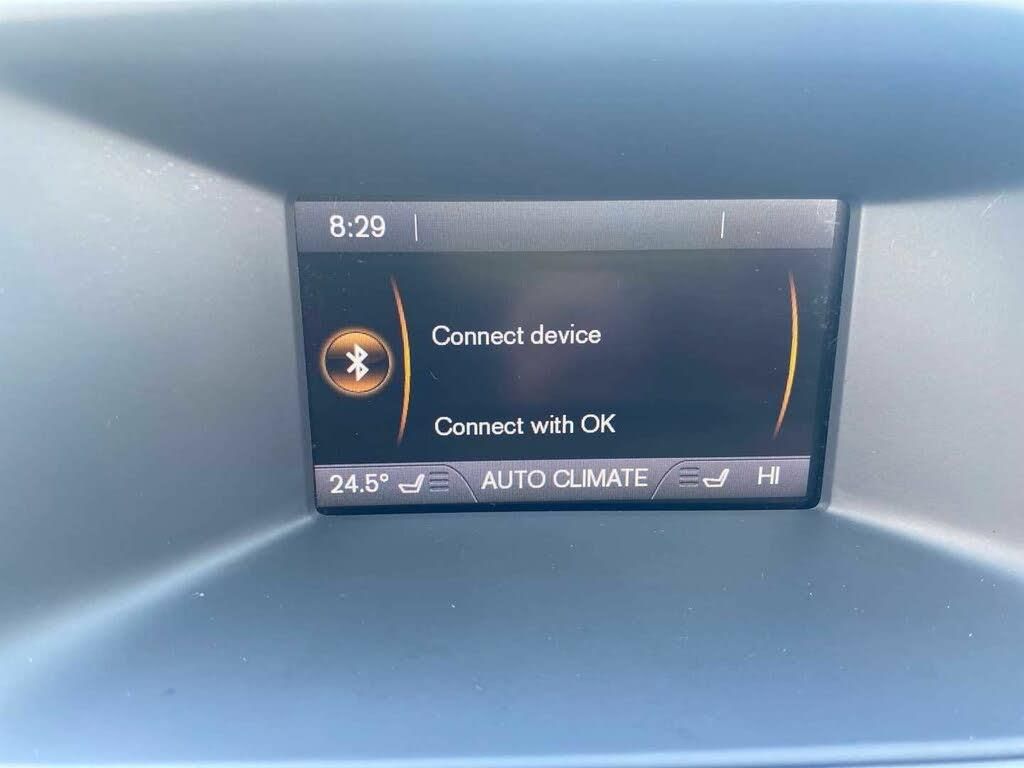 8:29
Connect device
Connect with OK
24.5° AUTO CLIMATE HI